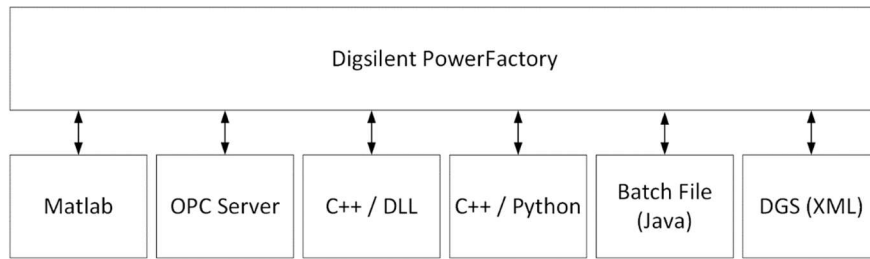 Digsilent PowerFactory
Matlab
OPC Server
C++ / DLL
C++ / Python
Batch File
(Java)
DGS (XML)